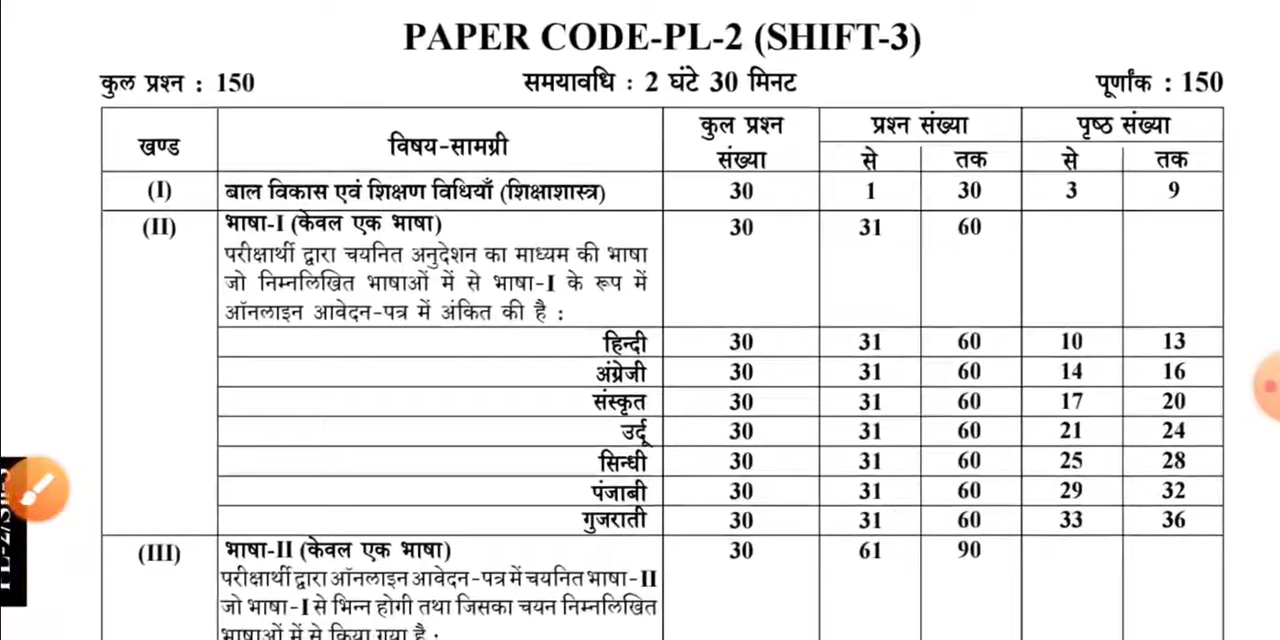 PAPER CODE-PL-2 (SHIFT-3)
कुल प्रश्न : 150 समयावधि : 2 घंटे 30 मिनट पूर्णांक : 150
खण्ड विषय-सामग्री कुल प्रश्न संख्या प्रश्न संख्या पृष्ठ संख्या
से तक से तक
(I) बाल विकास एवं शिक्षण विधियाँ (शिक्षाशास्त्र) 30 1 30 3 9
(II) भाषा-I (केवल एक भाषा) 30 31 60
परीक्षार्थी द्वारा चयनित अनुदेशन का माध्यम की भाषा
जो निम्नलिखित भाषाओं में से भाषा-I के रूप में
ऑनलाइन आवेदन-पत्र में अंकित की है :
हिन्दी 30 31 60 10 13
अंग्रेजी 30 31 60 14 16
संस्कृत 30 31 60 17 20
उर्दू 30 31 60 21 24
सिन्धी 30 31 60 25 28
पंजाबी 30 31 60 29 32
गुजराती 30 31 60 33 36
(III) भाषा-II (केवल एक भाषा) 30 61 90
परीक्षार्थी द्वारा ऑनलाइन आवेदन-पत्र में चयनित भाषा-II
जो भाषा-I से भिन्न होगी तथा जिसका चयन निम्नलिखित
भाषाओं में से किया गया है :